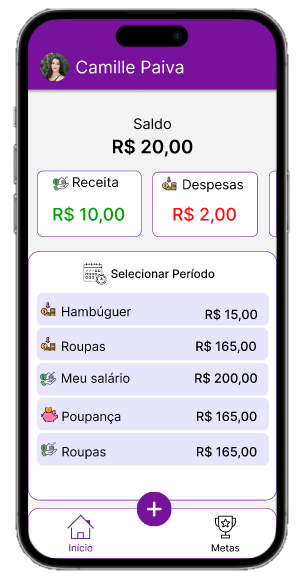 Camille Paiva
Saldo
R$ 20,00
Receita
R$ 10,00
Despesas
R$ 2,00
Selecionar Período
Hambúguer R$ 15,00
Roupas R$ 165,00
Meu salário R$ 200,00
Poupança R$ 165,00
Roupas R$ 165,00
+
Início
Metas